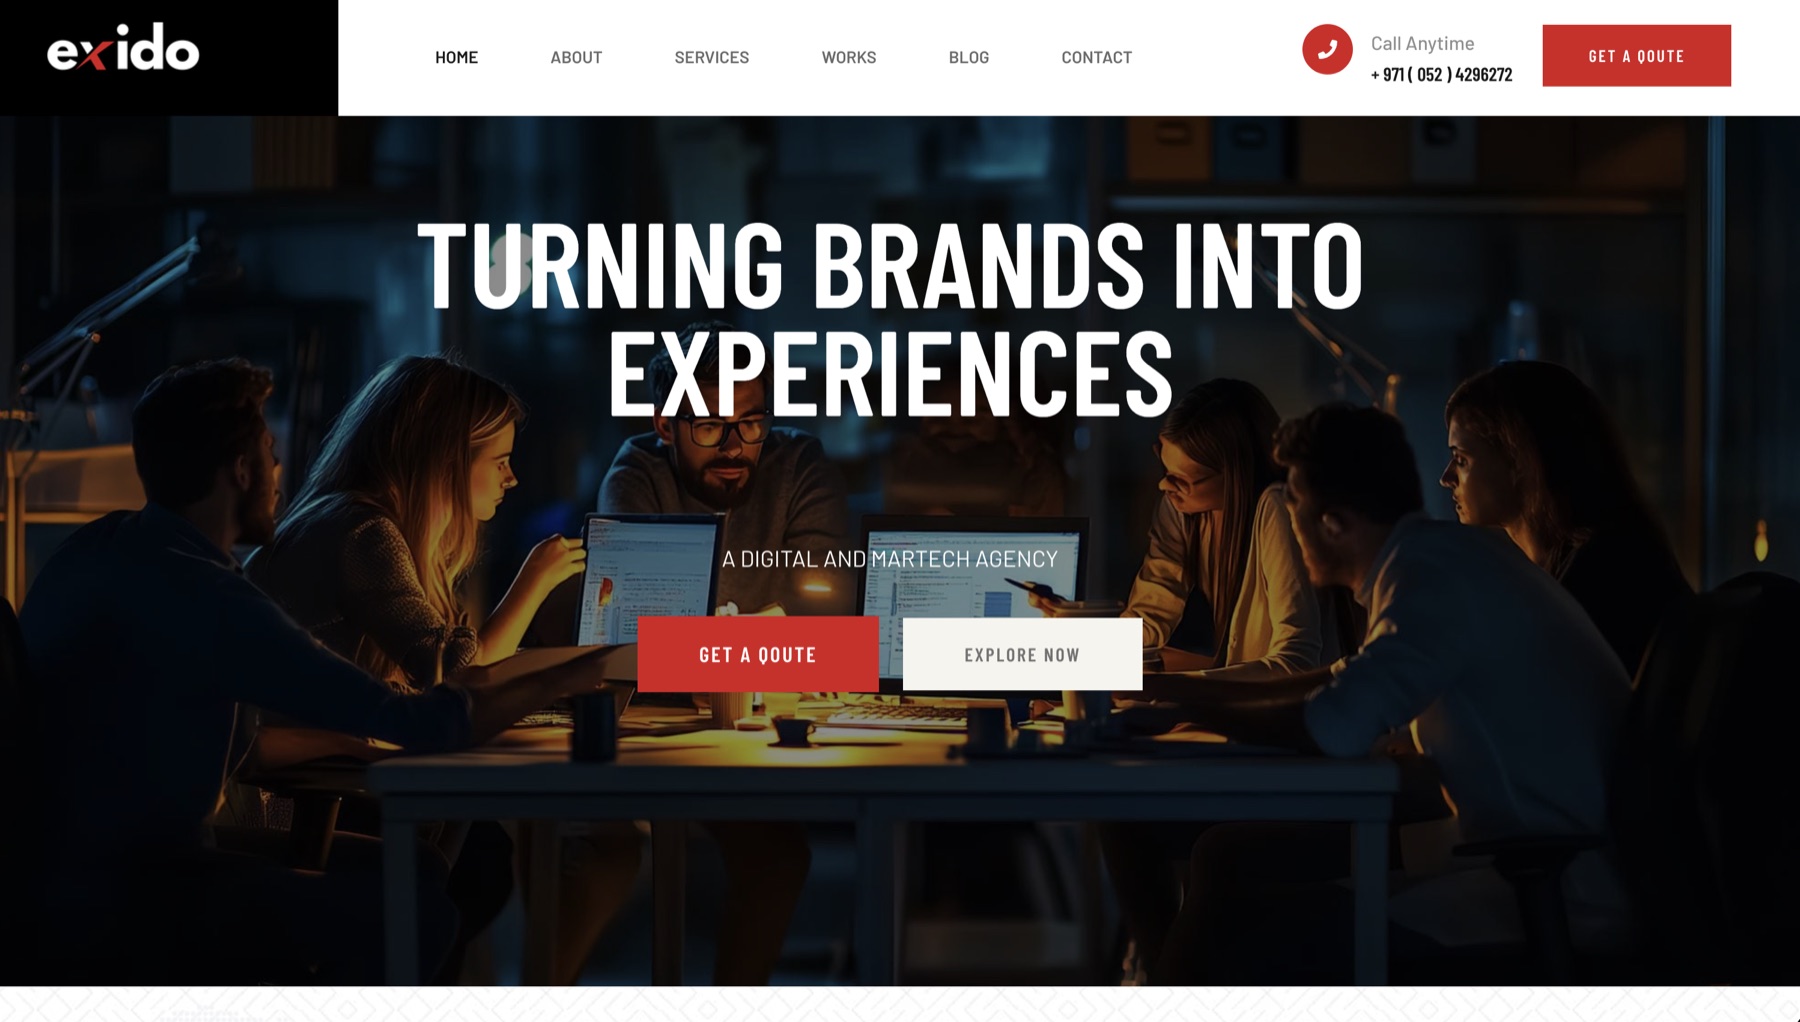 exido
HOME ABOUT SERVICES WORKS BLOG CONTACT
Call Anytime
+ 971 ( 052 ) 4296272
GET A QOUTE
TURNING BRANDS INTO
EXPERIENCES
A DIGITAL AND MARTECH AGENCY
GET A QOUTE EXPLORE NOW